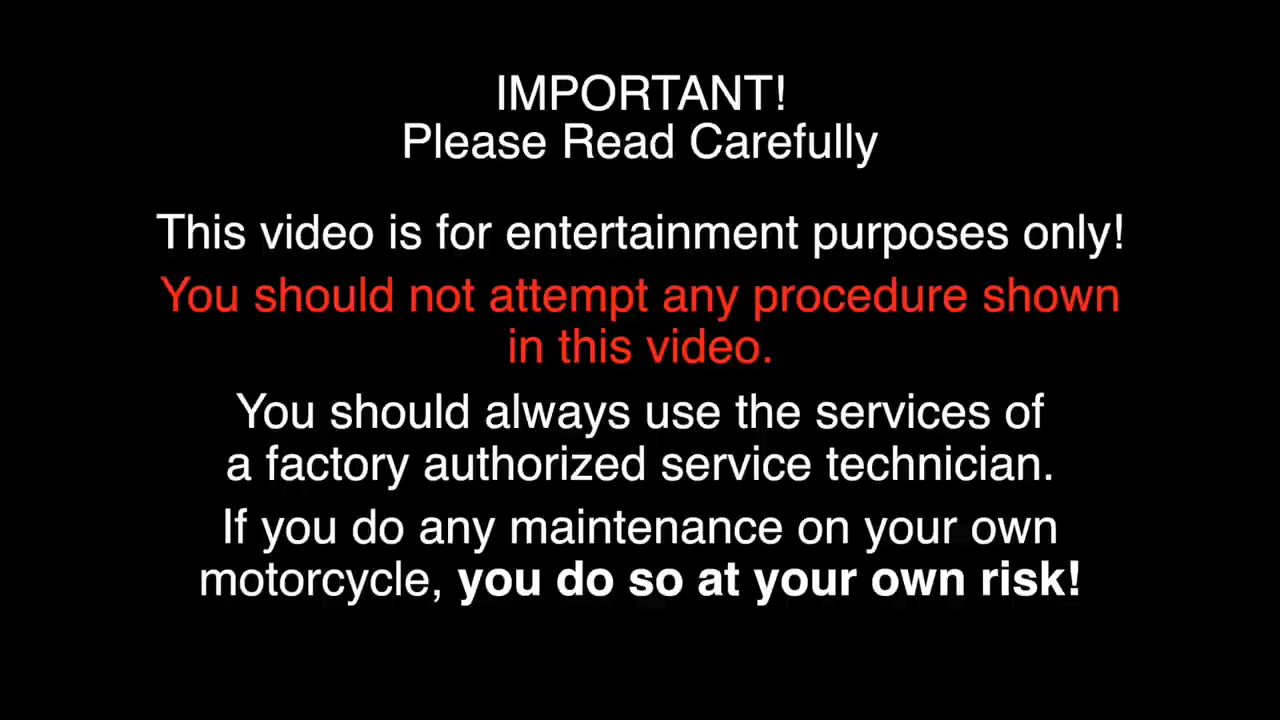 IMPORTANT!
Please Read Carefully
This video is for entertainment purposes only!
You should not attempt any procedure shown
in this video.
You should always use the services of
a factory authorized service technician.
If you do any maintenance on your own
motorcycle, you do so at your own risk!